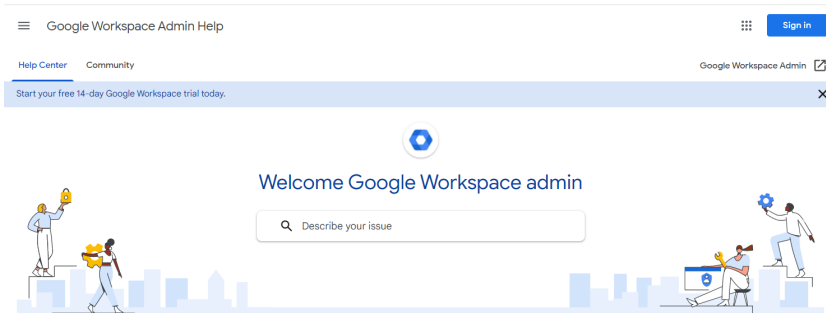 Google Workspace Admin Help
Sign in
Help Center Community
Google Workspace Admin
Start your free 14-day Google Workspace trial today.
Welcome Google Workspace admin
Describe your issue